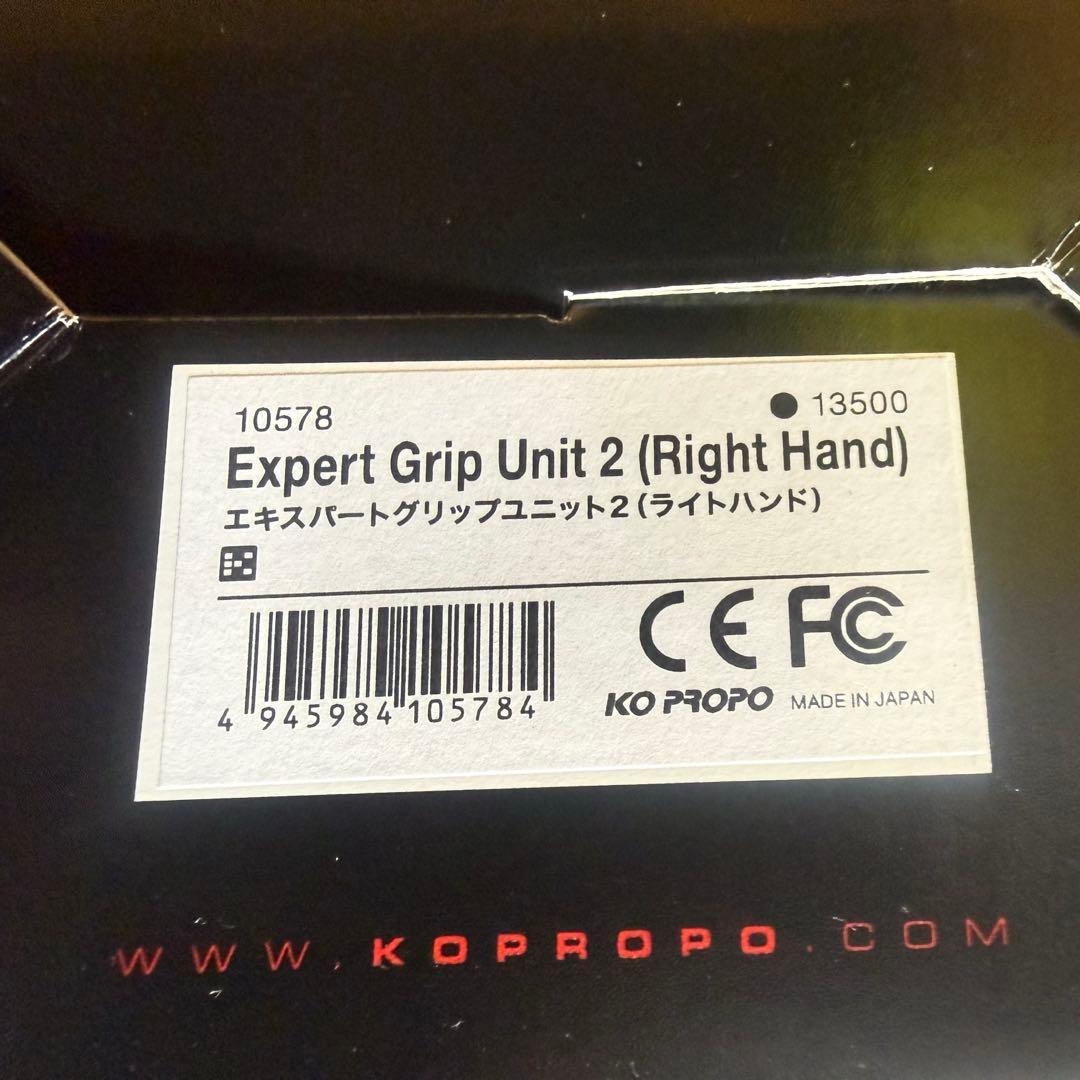 10578 ● 13500
Expert Grip Unit 2 (Right Hand)
エキスパートグリップユニット2(ライトハンド)
CE FC
4 945984 105784
KO PROPO MADE IN JAPAN
WWW.KOPROPO.COM